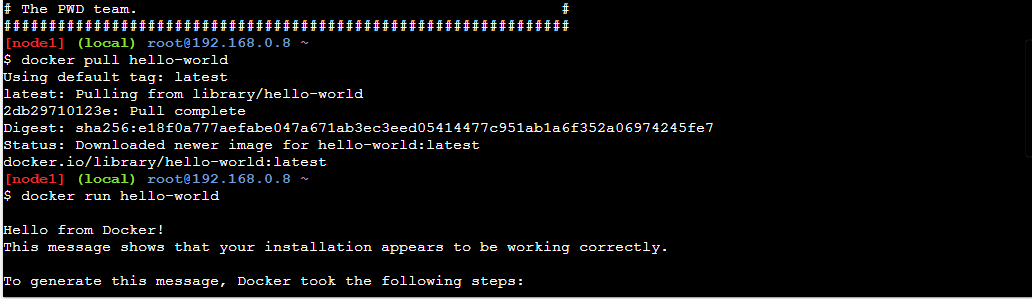 # The PWD team. #
###############################################################
[node1] (local) root@192.168.0.8 ~
$ docker pull hello-world
Using default tag: latest
latest: Pulling from library/hello-world
2db29710123e: Pull complete
Digest: sha256:e18f0a777aefabe047a671ab3ec3eed05414477c951ab1a6f352a06974245fe7
Status: Downloaded newer image for hello-world:latest
docker.io/library/hello-world:latest
[node1] (local) root@192.168.0.8 ~
$ docker run hello-world
Hello from Docker!
This message shows that your installation appears to be working correctly.
To generate this message, Docker took the following steps: